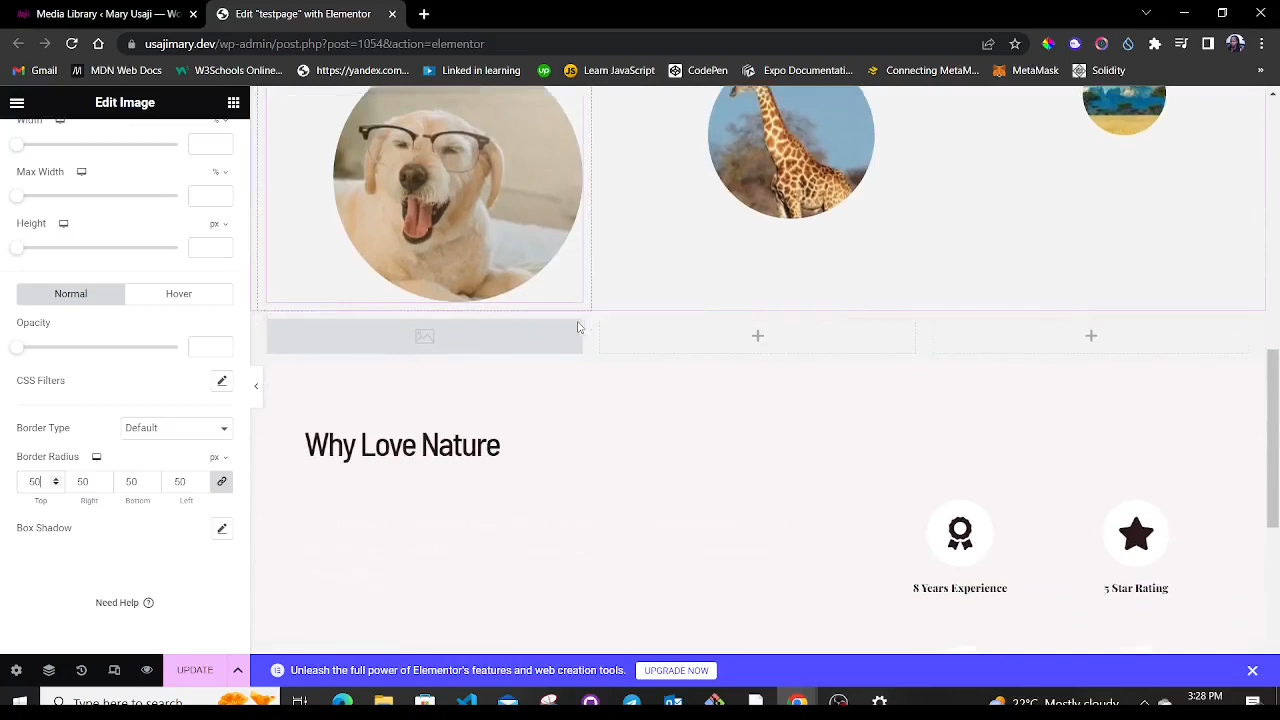 Media Library ‹ Mary Usaji — Wo
Edit "testpage" with Elementor
usajimary.dev/wp-admin/post.php?post=1054&action=elementor
Gmail
MDN Web Docs
W3Schools Online...
https://yandex.com...
Linked in learning
Learn JavaScript
CodePen
Expo Documentati...
Connecting MetaM...
MetaMask
Solidity
»
Edit Image
Width
%
Max Width
%
Height
px
Normal
Hover
Opacity
CSS Filters
Border Type
Default
Border Radius
px
50
50
50
50
Top
Right
Bottom
Left
Box Shadow
Need Help
UPDATE
Why Love Nature
8 Years Experience
5 Star Rating
Unleash the full power of Elementor's features and web creation tools.
UPGRADE NOW
Type here to search
22°C Mostly cloudy
3:28 PM